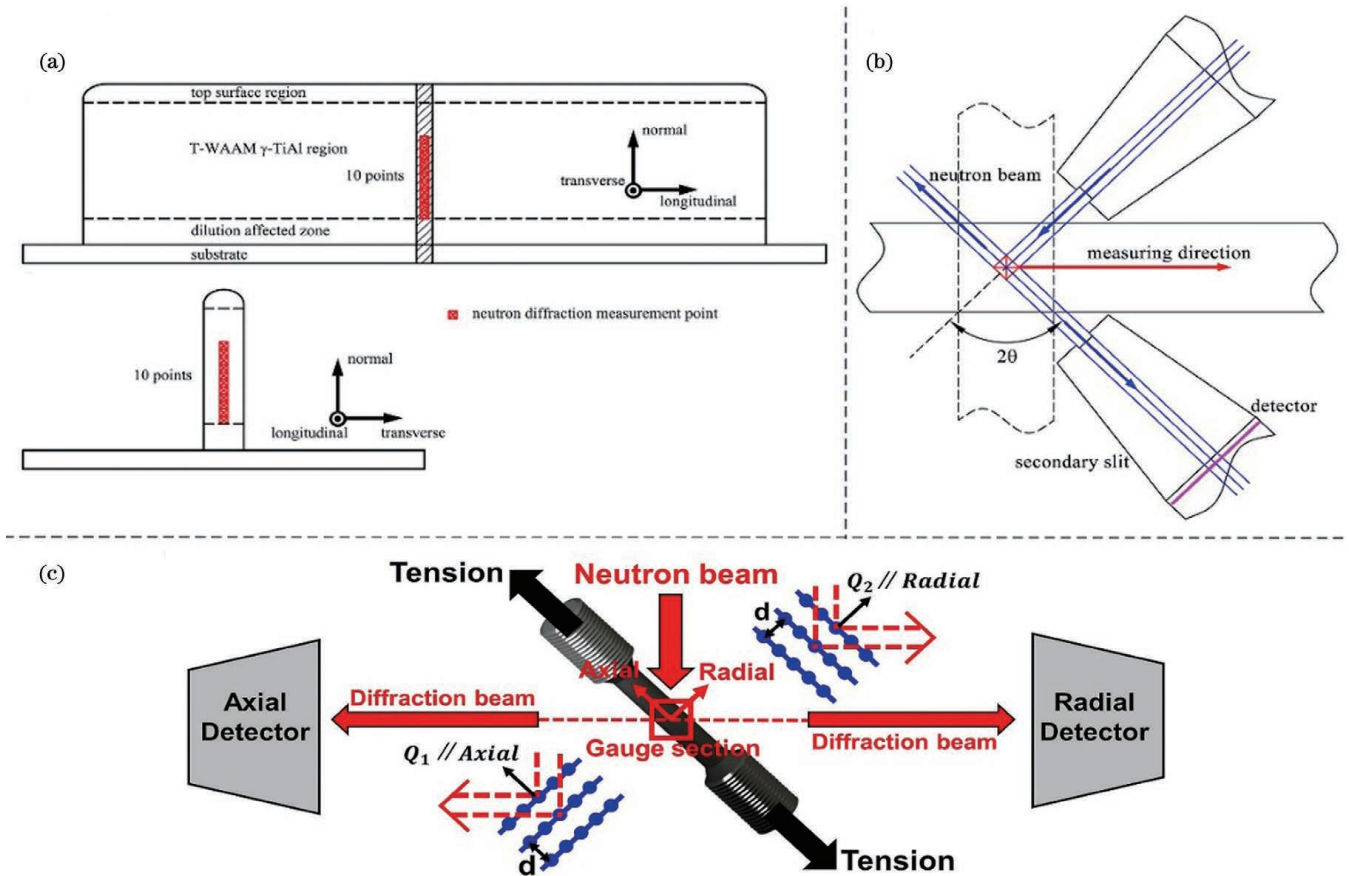 (a)
top surface region
T-WAAM γ-TiAl region
10 points
normal
transverse
longitudinal
dilution affected zone
substrate
neutron diffraction measurement point
10 points
normal
longitudinal
transverse
(b)
neutron beam
measuring direction
2θ
detector
secondary slit
(c)
Tension
Neutron beam
Q₂ // Radial
d
Axial
Radial
Axial
Detector
Diffraction beam
Gauge section
Diffraction beam
Radial
Detector
Q₁ // Axial
d
Tension